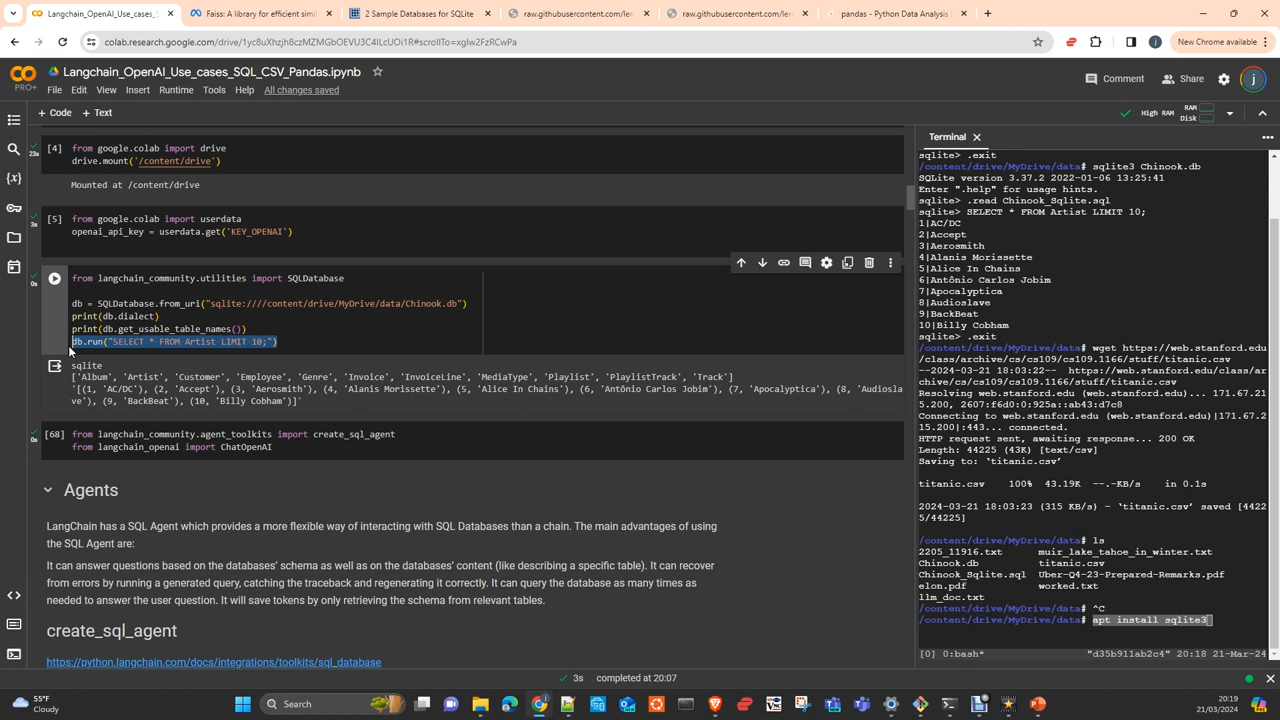 Langchain_OpenAI_Use_cases_S
Faiss: A library for efficient simil
2 Sample Databases for SQLite
raw.githubusercontent.com/lero
raw.githubusercontent.com/lero
pandas - Python Data Analysis L
colab.research.google.com/drive/1yc8uXhzjh8czMZMGbOEVU3C4ILcUOi1R#scrollTo=xglw2FzRCwPg
New Chrome available
CO
PRO+
Langchain_OpenAI_Use_cases_SQL_CSV_Pandas.ipynb
File Edit View Insert Runtime Tools Help All changes saved
Comment Share
+ Code + Text
High RAM RAM Disk
[4] from google.colab import drive
23s drive.mount('/content/drive')
Mounted at /content/drive
[5] from google.colab import userdata
3s openai_api_key = userdata.get('KEY_OPENAI')
from langchain_community.utilities import SQLDatabase
0s
db = SQLDatabase.from_uri("sqlite:////content/drive/MyDrive/data/Chinook.db")
print(db.dialect)
print(db.get_usable_table_names())
db.run("SELECT * FROM Artist LIMIT 10;")
sqlite
['Album', 'Artist', 'Customer', 'Employee', 'Genre', 'Invoice', 'InvoiceLine', 'MediaType', 'Playlist', 'PlaylistTrack', 'Track']
'[(1, 'AC/DC'), (2, 'Accept'), (3, 'Aerosmith'), (4, 'Alanis Morissette'), (5, 'Alice In Chains'), (6, 'Antônio Carlos Jobim'), (7, 'Apocalyptica'), (8, 'Audiosla
ve'), (9, 'BackBeat'), (10, 'Billy Cobham')]'
[68] from langchain_community.agent_toolkits import create_sql_agent
0s from langchain_openai import ChatOpenAI
Agents
LangChain has a SQL Agent which provides a more flexible way of interacting with SQL Databases than a chain. The main advantages of using
the SQL Agent are:
It can answer questions based on the databases' schema as well as on the databases' content (like describing a specific table). It can recover
from errors by running a generated query, catching the traceback and regenerating it correctly. It can query the database as many times as
needed to answer the user question. It will save tokens by only retrieving the schema from relevant tables.
create_sql_agent
https://python.langchain.com/docs/integrations/toolkits/sql_database
Terminal
sqlite> .exit
/content/drive/MyDrive/data# sqlite3 Chinook.db
SQLite version 3.37.2 2022-01-06 13:25:41
Enter ".help" for usage hints.
sqlite> .read Chinook_Sqlite.sql
sqlite> SELECT * FROM Artist LIMIT 10;
1|AC/DC
2|Accept
3|Aerosmith
4|Alanis Morissette
5|Alice In Chains
6|Antônio Carlos Jobim
7|Apocalyptica
8|Audioslave
9|BackBeat
10|Billy Cobham
sqlite> .exit
/content/drive/MyDrive/data# wget https://web.stanford.edu/
class/archive/cs/cs109/cs109.1166/stuff/titanic.csv
--2024-03-21 18:03:22-- https://web.stanford.edu/class/ar
chive/cs/cs109/cs109.1166/stuff/titanic.csv
Resolving web.stanford.edu (web.stanford.edu)... 171.67.21
5.200, 2607:f6d0:0:925a::ab43:d7c8
Connecting to web.stanford.edu (web.stanford.edu)|171.67.2
15.200|:443... connected.
HTTP request sent, awaiting response... 200 OK
Length: 44225 (43K) [text/csv]
Saving to: ‘titanic.csv’
titanic.csv 100% 43.19K --.-KB/s in 0.1s
2024-03-21 18:03:23 (315 KB/s) - ‘titanic.csv’ saved [4422
5/44225]
/content/drive/MyDrive/data# ls
2205_11916.txt muir_lake_tahoe_in_winter.txt
Chinook.db titanic.csv
Chinook_Sqlite.sql Uber-Q4-23-Prepared-Remarks.pdf
elon.pdf worked.txt
llm_doc.txt
/content/drive/MyDrive/data# ^C
/content/drive/MyDrive/data# apt install sqlite3
[0] 0:bash* "d35b911ab2c4" 20:18 21-Mar-24
3s completed at 20:07
55°F
Cloudy
Search
20:19
21/03/2024